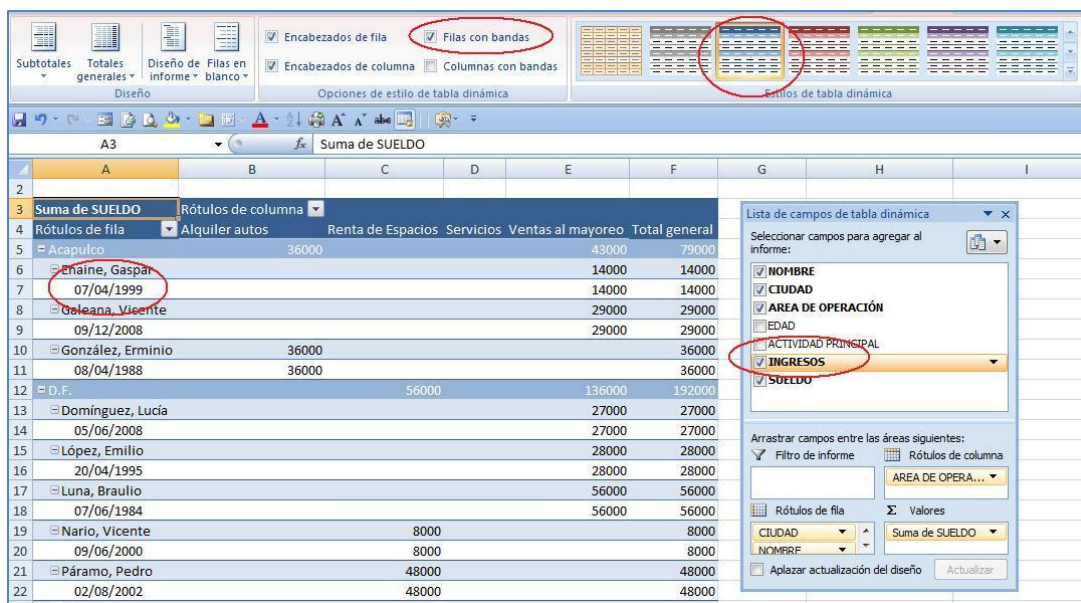 Subtotales Totales generales Diseño de informe Filas en blanco
Diseño
Encabezados de fila Filas con bandas
Encabezados de columna Columnas con bandas
Opciones de estilo de tabla dinámica
Estilos de tabla dinámica
A3 fx Suma de SUELDO
A B C D E F G H I
2
3 Suma de SUELDO Rótulos de columna
4 Rótulos de fila Alquiler autos Renta de Espacios Servicios Ventas al mayoreo Total general
5 Acapulco 36000 43000 79000
6 Enaine, Gaspar 14000 14000
7 07/04/1999 14000 14000
8 Galeana, Vicente 29000 29000
9 09/12/2008 29000 29000
10 González, Erminio 36000 36000
11 08/04/1988 36000 36000
12 D.F. 56000 136000 192000
13 Domínguez, Lucía 27000 27000
14 05/06/2008 27000 27000
15 López, Emilio 28000 28000
16 20/04/1995 28000 28000
17 Luna, Braulio 56000 56000
18 07/06/1984 56000 56000
19 Nario, Vicente 8000 8000
20 09/06/2000 8000 8000
21 Páramo, Pedro 48000 48000
22 02/08/2002 48000 48000
Lista de campos de tabla dinámica
Seleccionar campos para agregar al
informe:
NOMBRE
CIUDAD
AREA DE OPERACIÓN
EDAD
ACTIVIDAD PRINCIPAL
INGRESOS
SUELDO
Arrastrar campos entre las áreas siguientes:
Filtro de informe Rótulos de columna
AREA DE OPERA...
Rótulos de fila Σ Valores
CIUDAD Suma de SUELDO
NOMBRE
Aplazar actualización del diseño Actualizar